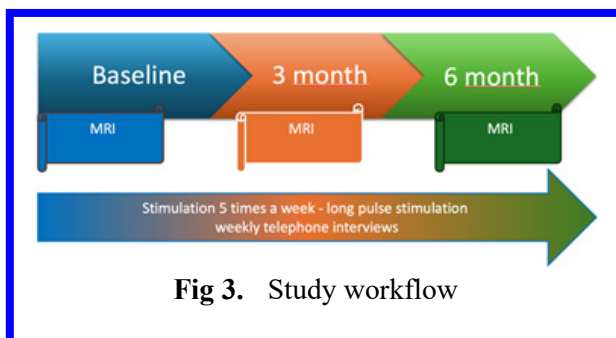 Baseline
3 month
6 month
MRI
MRI
MRI
Stimulation 5 times a week - long pulse stimulation
weekly telephone interviews
Fig 3. Study workflow